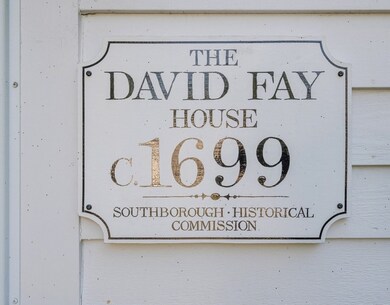 THE
DAVID FAY
HOUSE
C.1699
SOUTHBOROUGH · HISTORICAL
COMMISSION